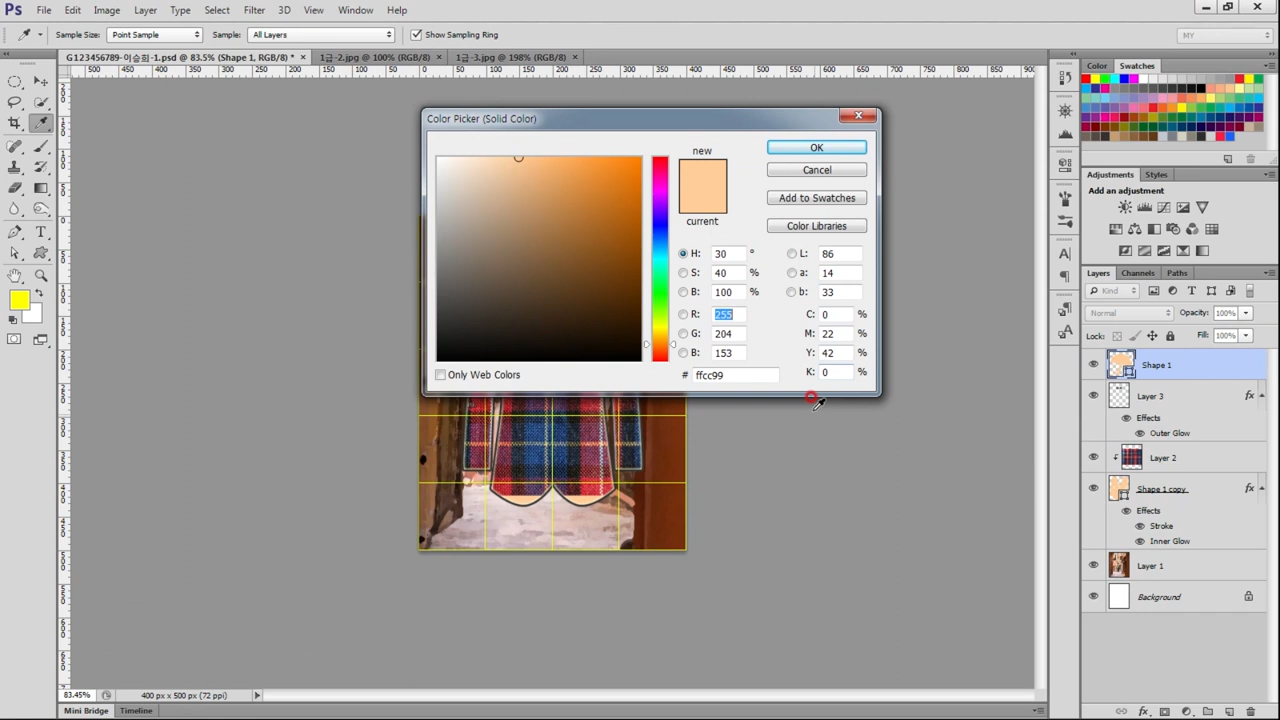 Ps File Edit Image Layer Type Select Filter 3D View Window Help
Sample Size: Point Sample Sample: All Layers Show Sampling Ring MY
G123456789-이승희-1.psd @ 83.5% (Shape 1, RGB/8) * × 1급-2.jpg @ 100% (RGB/8) × 1급-3.jpg @ 198% (RGB/8) ×
500 450 400 350 300 250 200 150 100 50 0 50 100 150 200 250 300 350 400 450 500 550 600 650 700 750 800 850 900
Color Swatches
Color Picker (Solid Color)
new
OK
Cancel
current
Add to Swatches
Color Libraries
H: 30 ° L: 86
S: 40 % a: 14
B: 100 % b: 33
R: 255 C: 0 %
G: 204 M: 22 %
B: 153 Y: 42 %
Only Web Colors # ffcc99 K: 0 %
Adjustments Styles
Add an adjustment
Layers Channels Paths
Kind
Normal Opacity: 100%
Lock: Fill: 100%
Shape 1
Layer 3 fx
Effects
Outer Glow
Layer 2
Shape 1 copy fx
Effects
Stroke
Inner Glow
Layer 1
Background
83.45% 400 px x 500 px (72 ppi)
Mini Bridge Timeline